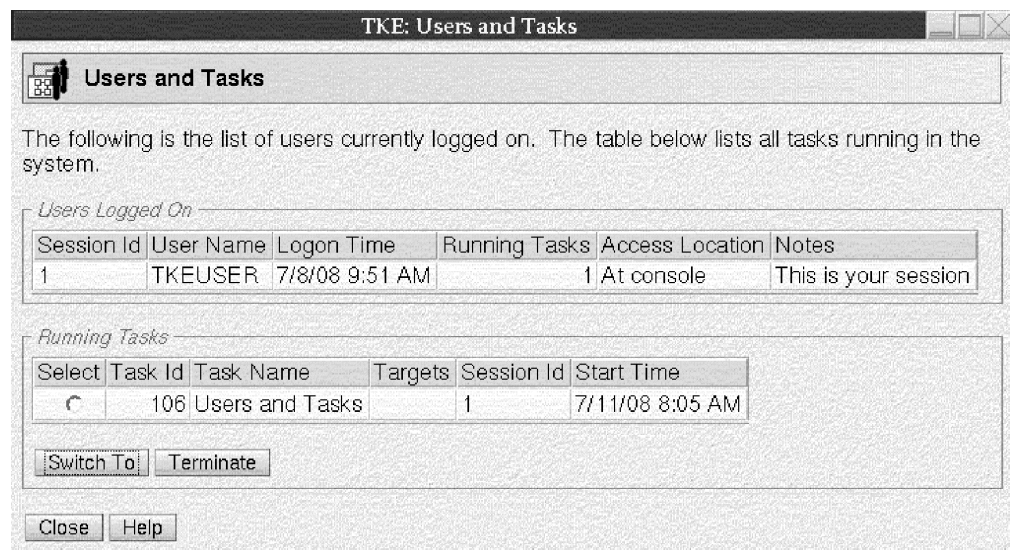 TKE: Users and Tasks
Users and Tasks
The following is the list of users currently logged on. The table below lists all tasks running in the
system.
Users Logged On
Session Id User Name Logon Time Running Tasks Access Location Notes
1 TKEUSER 7/8/08 9:51 AM 1 At console This is your session
Running Tasks
Select Task Id Task Name Targets Session Id Start Time
106 Users and Tasks 1 7/11/08 8:05 AM
Switch To Terminate
Close Help